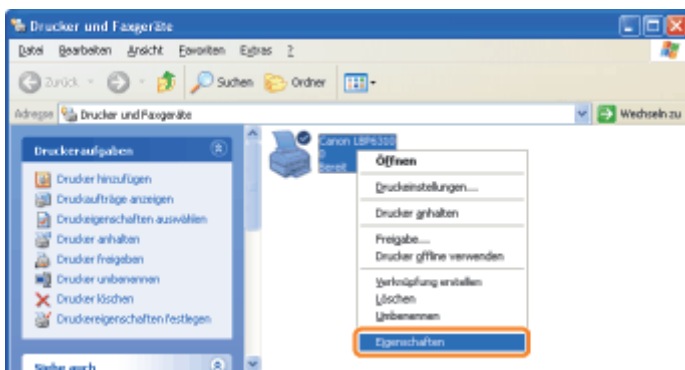 Drucker und Faxgeräte
Datei Bearbeiten Ansicht Favoriten Extras ?
Zurück Suchen Ordner
Adresse Drucker und Faxgeräte Wechseln zu
Druckeraufgaben
Drucker hinzufügen
Druckaufträge anzeigen
Druckeigenschaften auswählen
Drucker anhalten
Drucker freigeben
Drucker umbenennen
Drucker löschen
Druckereigenschaften festlegen
Siehe auch
Canon LBP6300
0
Bereit
Öffnen
Druckeinstellungen...
Drucker anhalten
Freigabe...
Drucker offline verwenden
Verknüpfung erstellen
Löschen
Umbenennen
Eigenschaften